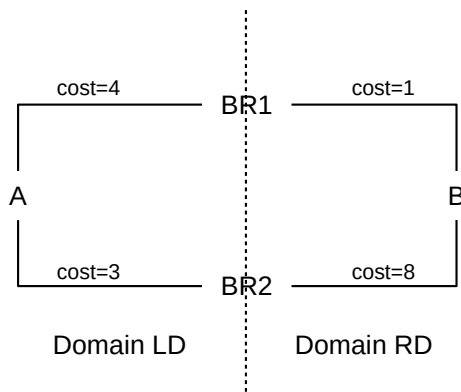 cost=4
cost=1
BR1
A
B
cost=3
cost=8
BR2
Domain LD
Domain RD